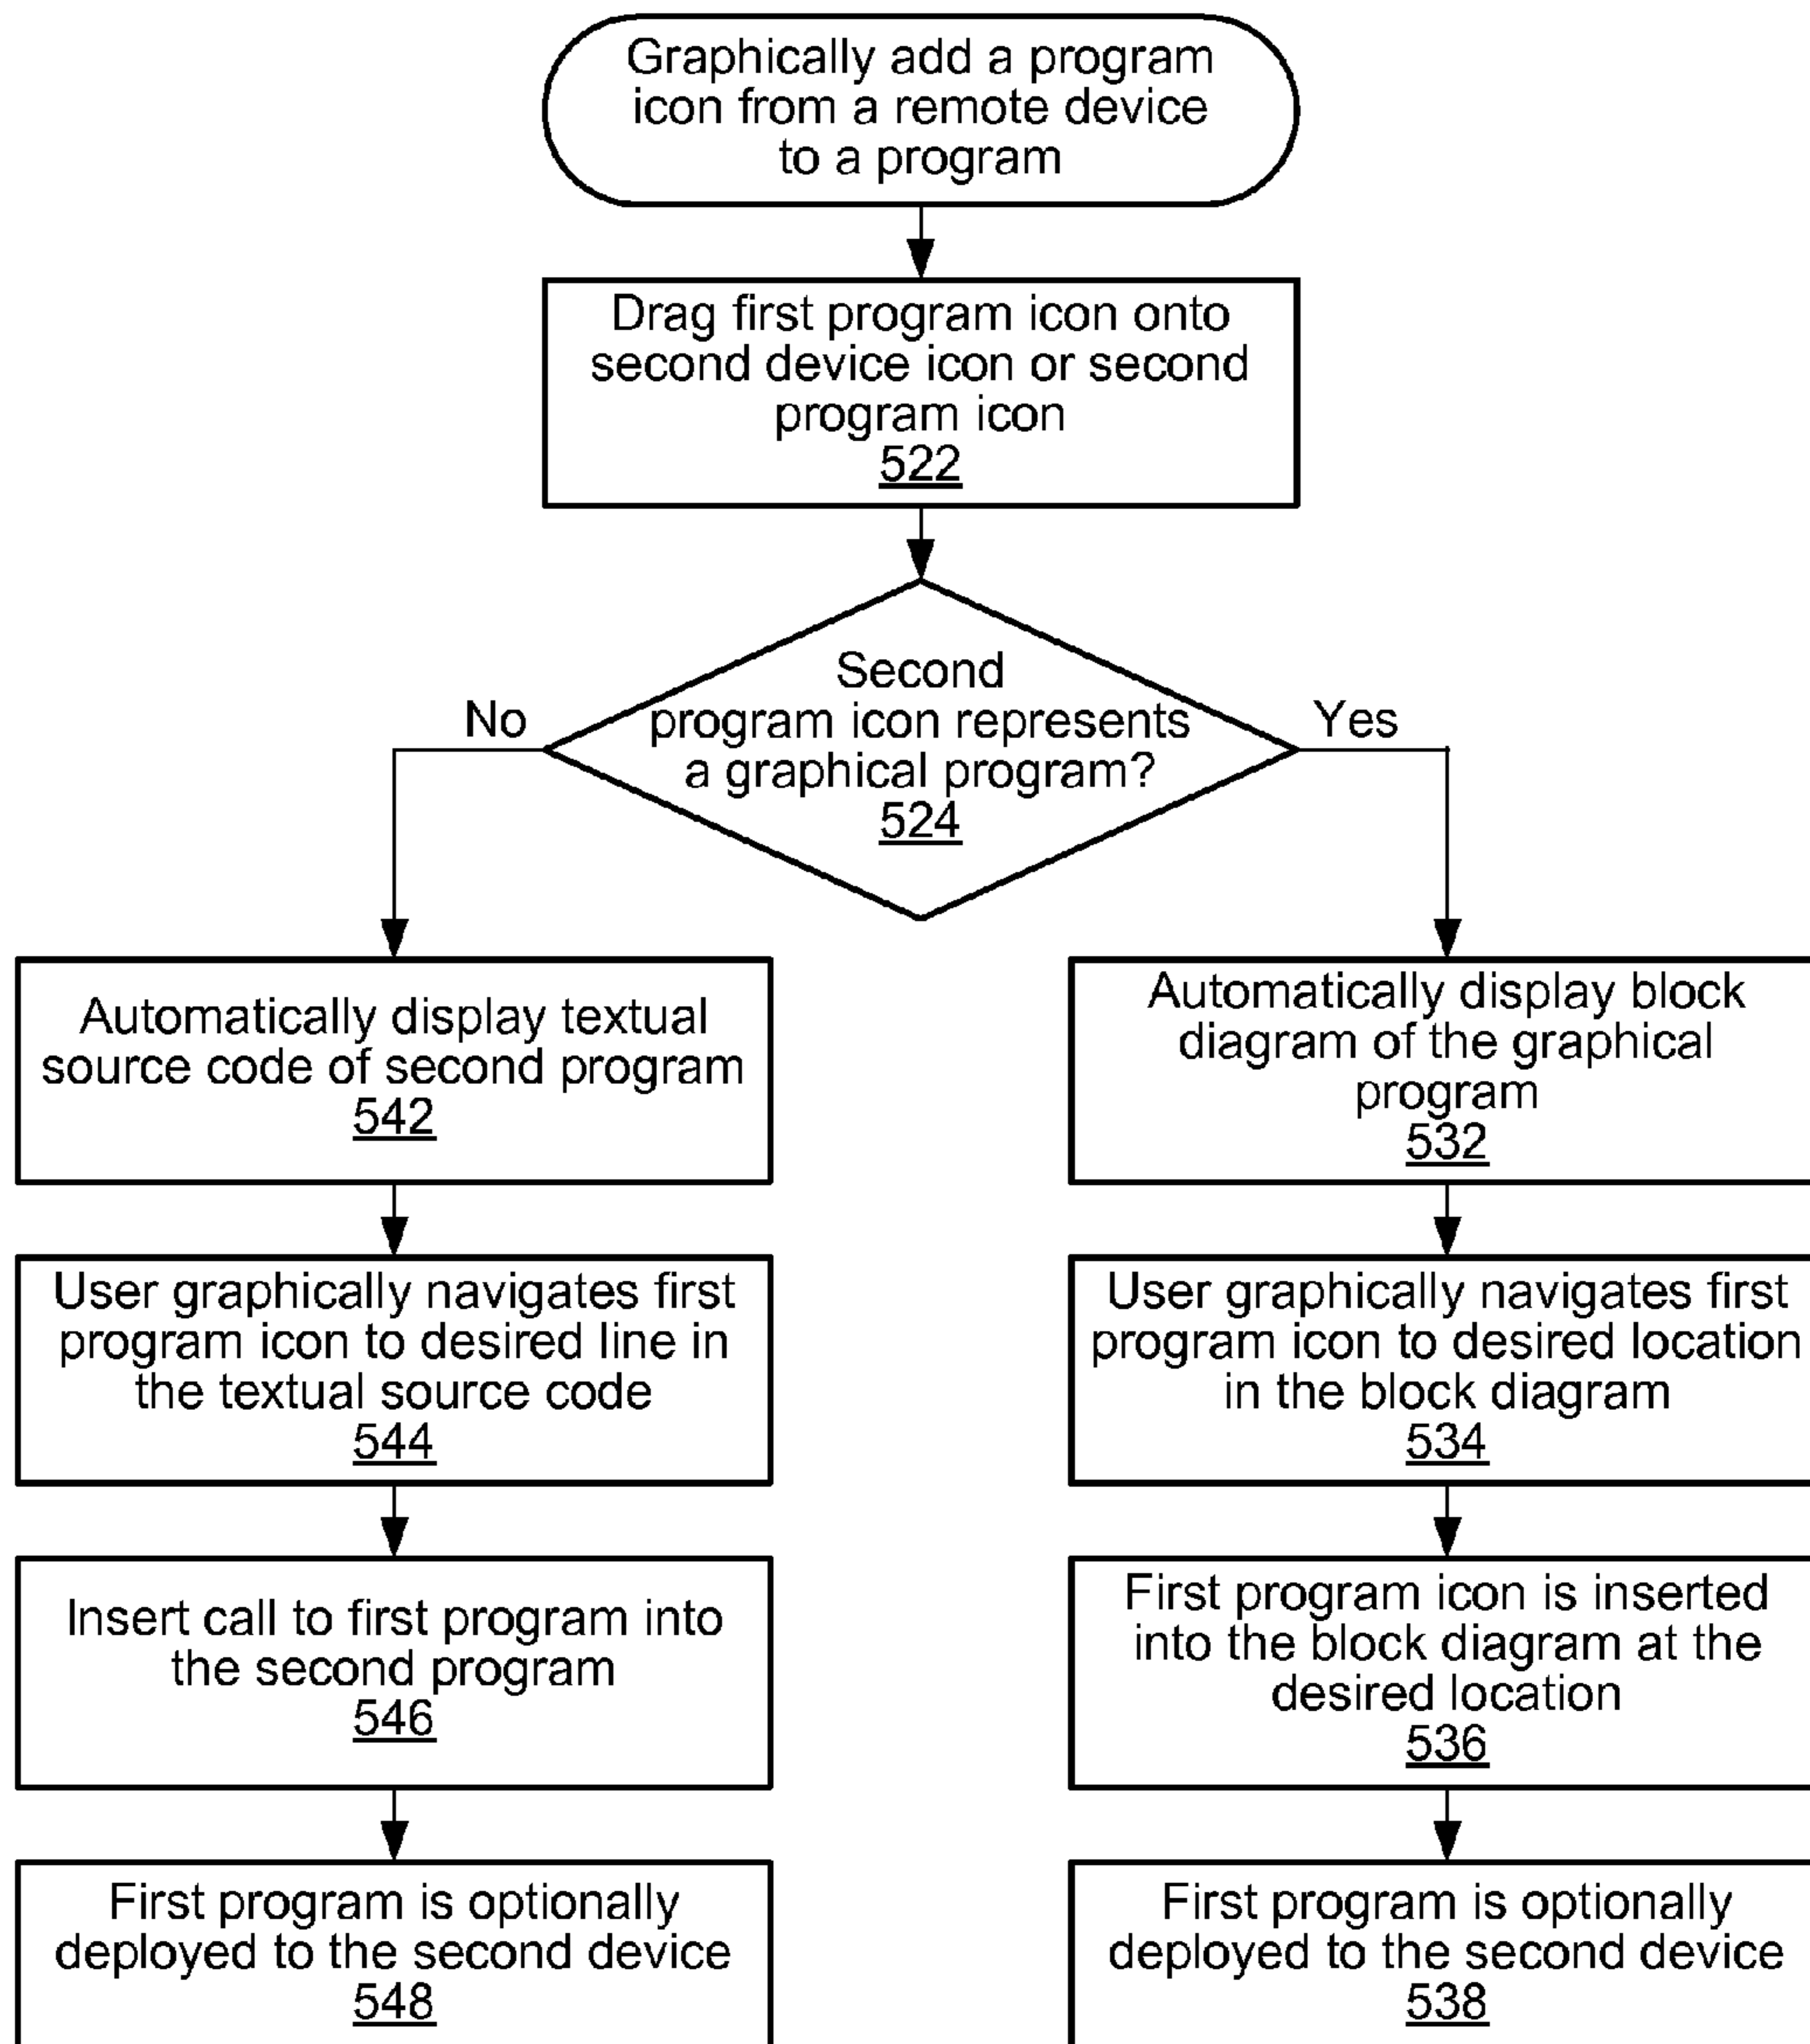 Graphically add a program
icon from a remote device
to a program
Drag first program icon onto
second device icon or second
program icon
522
Second
program icon represents
a graphical program?
524
No
Yes
Automatically display textual
source code of second program
542
User graphically navigates first
program icon to desired line in
the textual source code
544
Insert call to first program into
the second program
546
First program is optionally
deployed to the second device
548
Automatically display block
diagram of the graphical
program
532
User graphically navigates first
program icon to desired location
in the block diagram
534
First program icon is inserted
into the block diagram at the
desired location
536
First program is optionally
deployed to the second device
538